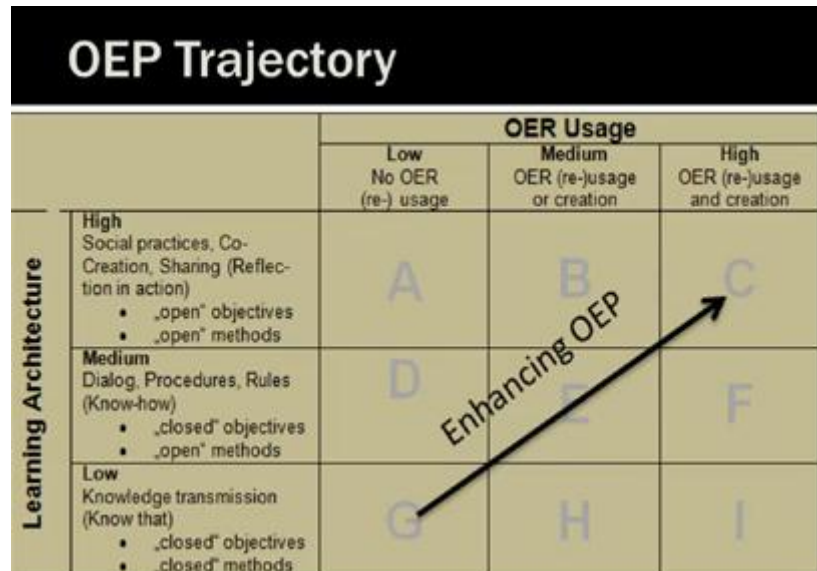 OEP Trajectory
OER Usage
Low
No OER
(re-) usage
Medium
OER (re-)usage
or creation
High
OER (re-)usage
and creation
Learning Architecture
High
Social practices, Co-
Creation, Sharing (Reflec-
tion in action)
• „open“ objectives
• „open“ methods
A
B
C
Medium
Dialog, Procedures, Rules
(Know-how)
• „closed“ objectives
• „open“ methods
D
E
F
Enhancing OEP
Low
Knowledge transmission
(Know that)
• „closed“ objectives
• „closed“ methods
G
H
I